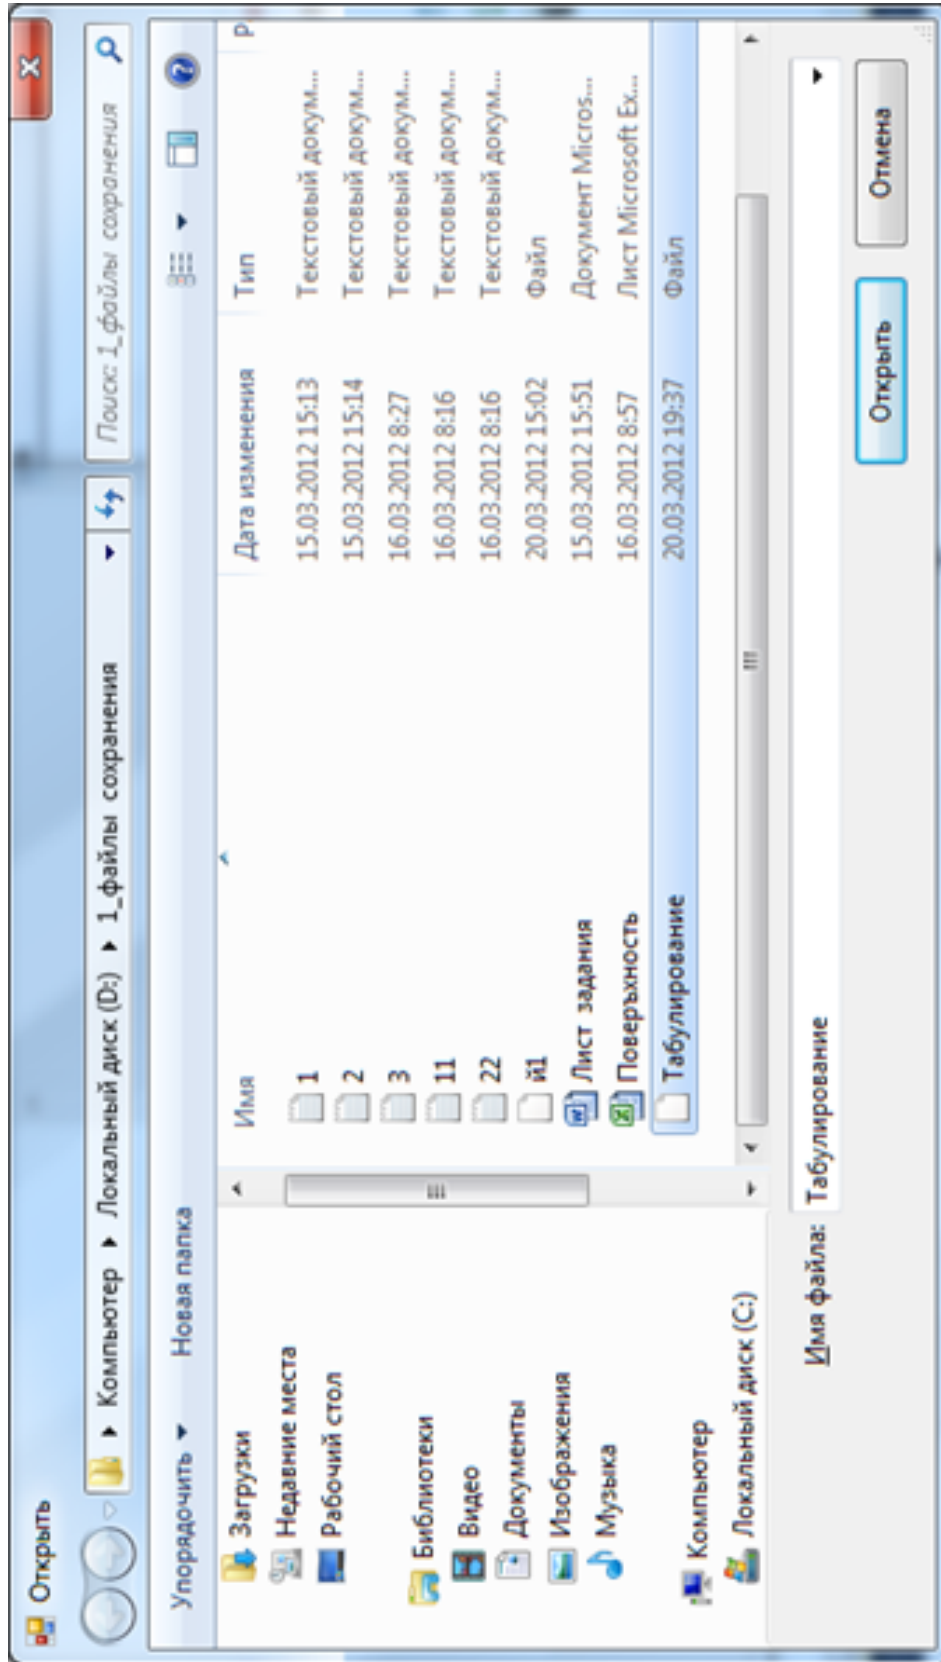 Открыть
Компьютер ▸ Локальный диск (D:) ▸ 1_файлы сохранения
Поиск: 1_файлы сохранения
Упорядочить
Новая папка
Загрузки
Недавние места
Рабочий стол
Библиотеки
Видео
Документы
Изображения
Музыка
Компьютер
Локальный диск (C:)
Имя Дата изменения Тип Р
1 15.03.2012 15:13 Текстовый докум...
2 15.03.2012 15:14 Текстовый докум...
3 16.03.2012 8:27 Текстовый докум...
11 16.03.2012 8:16 Текстовый докум...
22 16.03.2012 8:16 Текстовый докум...
й1 20.03.2012 15:02 Файл
Лист задания 15.03.2012 15:51 Документ Micros...
Поверъхность 16.03.2012 8:57 Лист Microsoft Ex...
Табулирование 20.03.2012 19:37 Файл
Имя файла: Табулирование
Открыть
Отмена